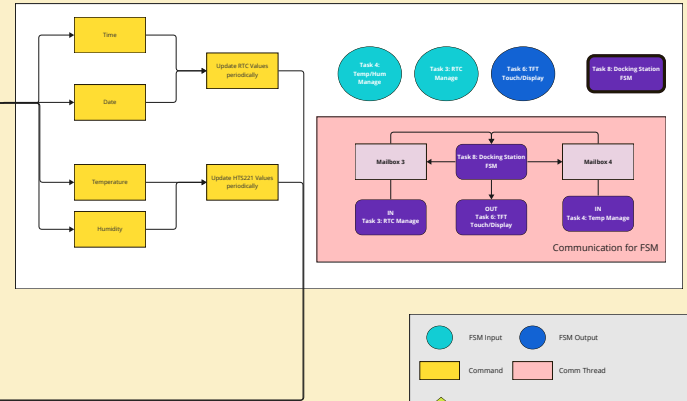 Time
Date
Temperature
Humidity
Update RTC Values
periodically
Update HTS221 Values
periodically
Task 4:
Temp/Hum
Manage
Task 3: RTC
Manage
Task 6: TFT
Touch/Display
Task 8: Docking Station
FSM
Mailbox 3
Task 8: Docking Station
FSM
Mailbox 4
IN
Task 3: RTC Manage
OUT
Task 6: TFT
Touch/Display
IN
Task 4: Temp Manage
Communication for FSM
FSM Input
FSM Output
Command
Comm Thread